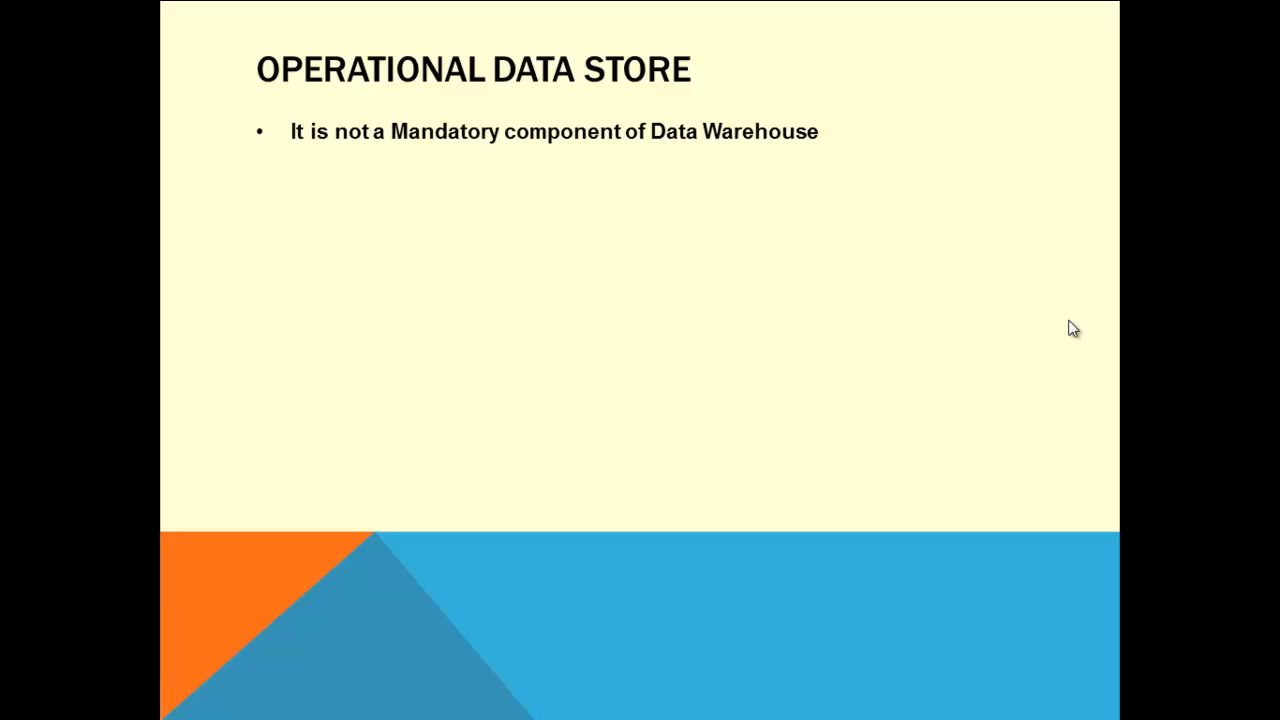 OPERATIONAL DATA STORE
• It is not a Mandatory component of Data Warehouse